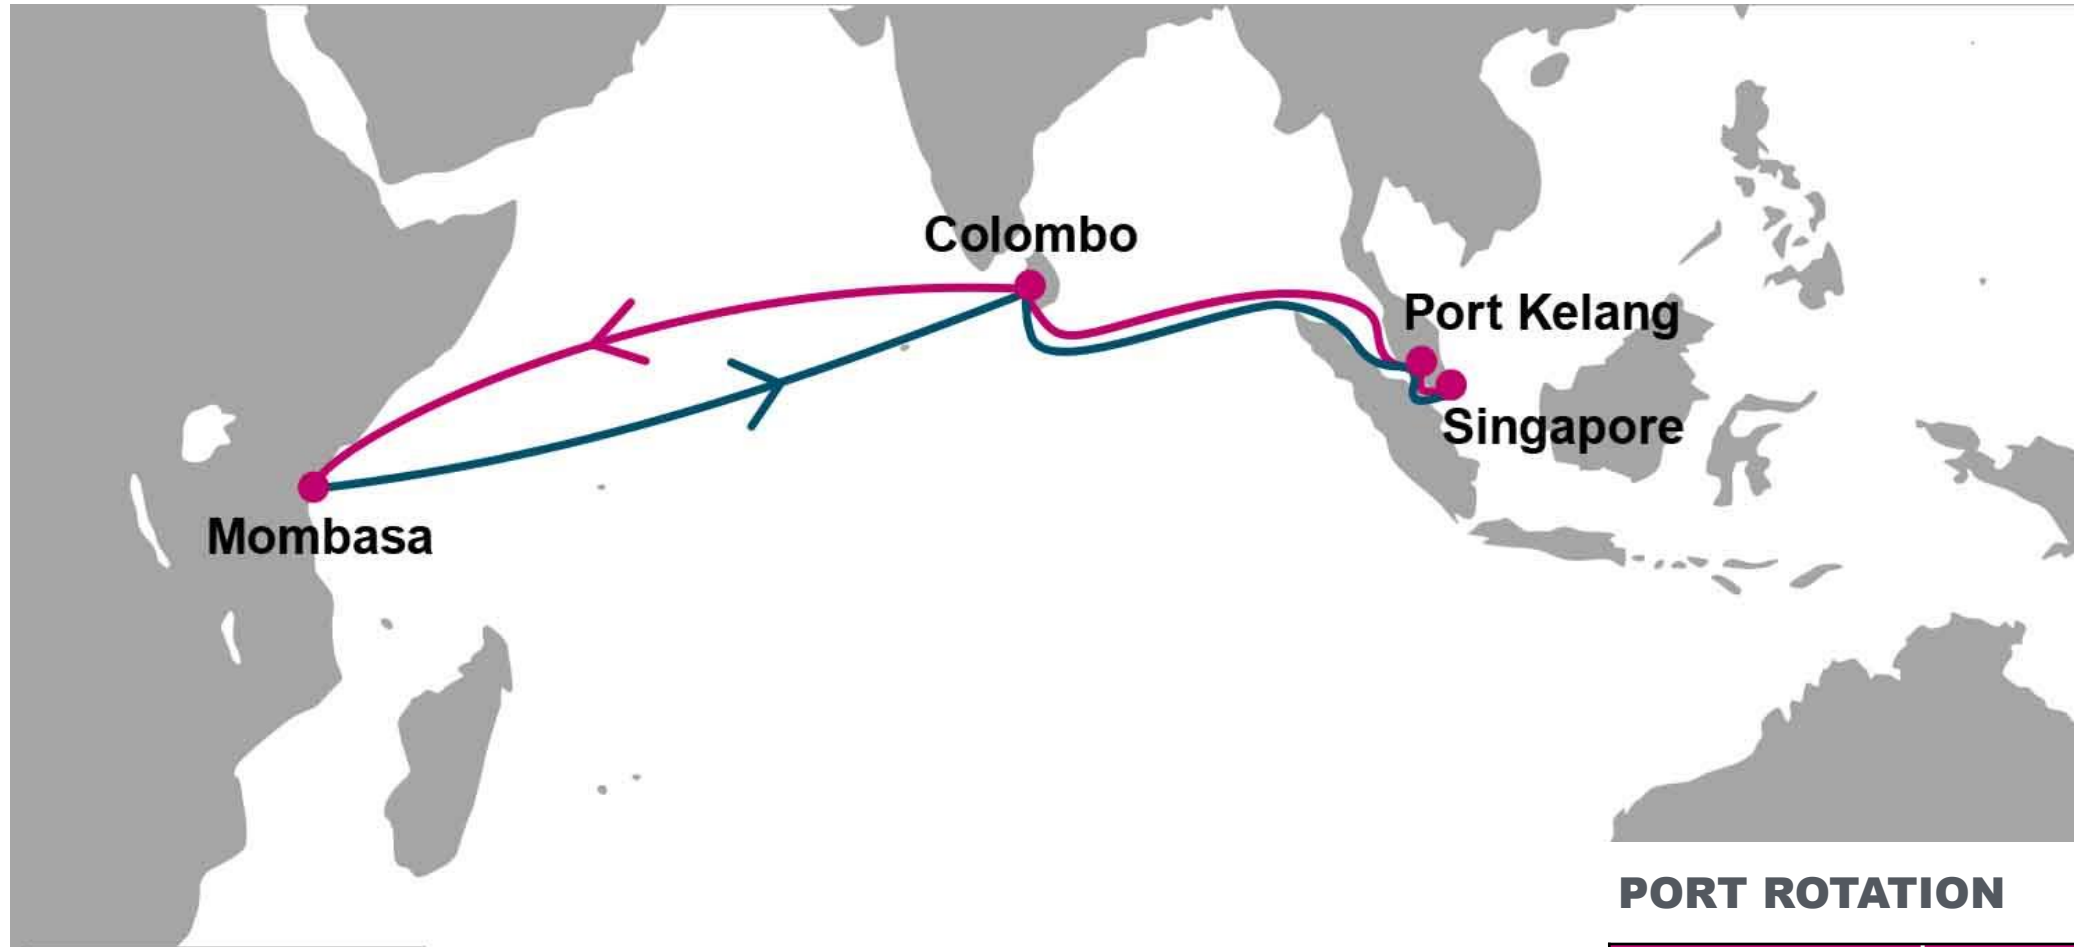 Colombo
Port Kelang
Singapore
Mombasa
PORT ROTATION